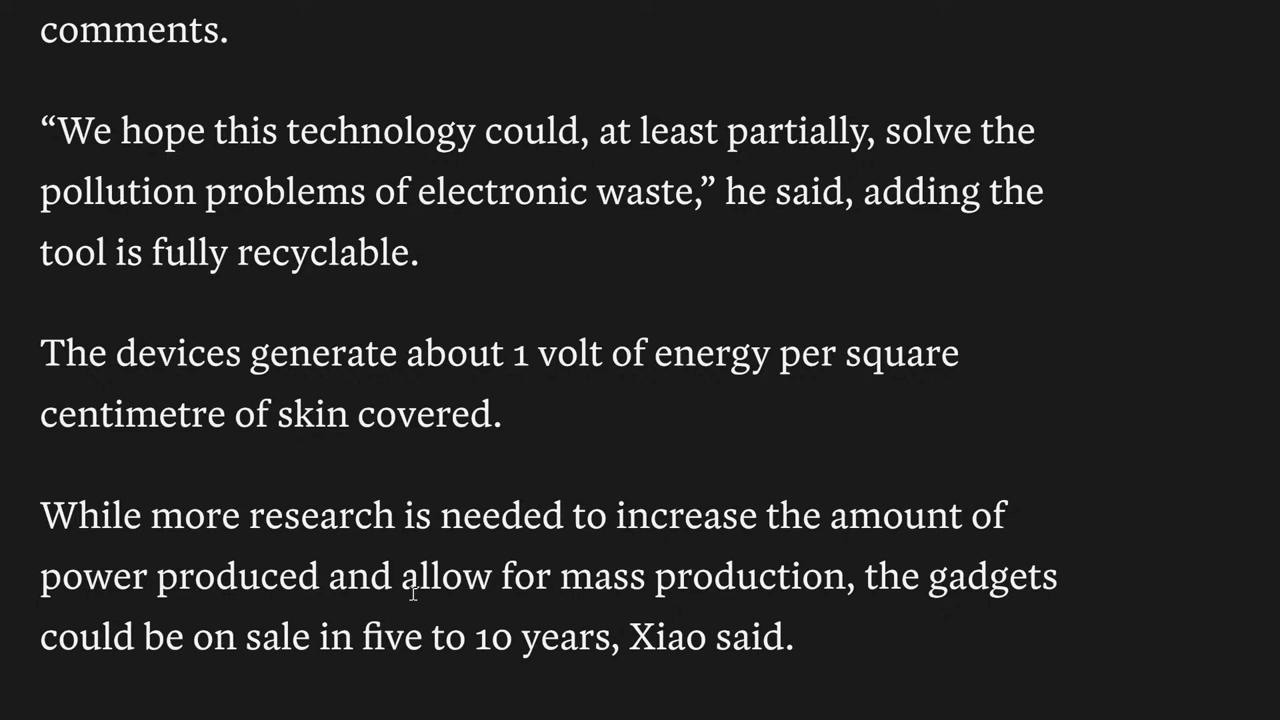 comments.
“We hope this technology could, at least partially, solve the
pollution problems of electronic waste,” he said, adding the
tool is fully recyclable.
The devices generate about 1 volt of energy per square
centimetre of skin covered.
While more research is needed to increase the amount of
power produced and allow for mass production, the gadgets
could be on sale in five to 10 years, Xiao said.